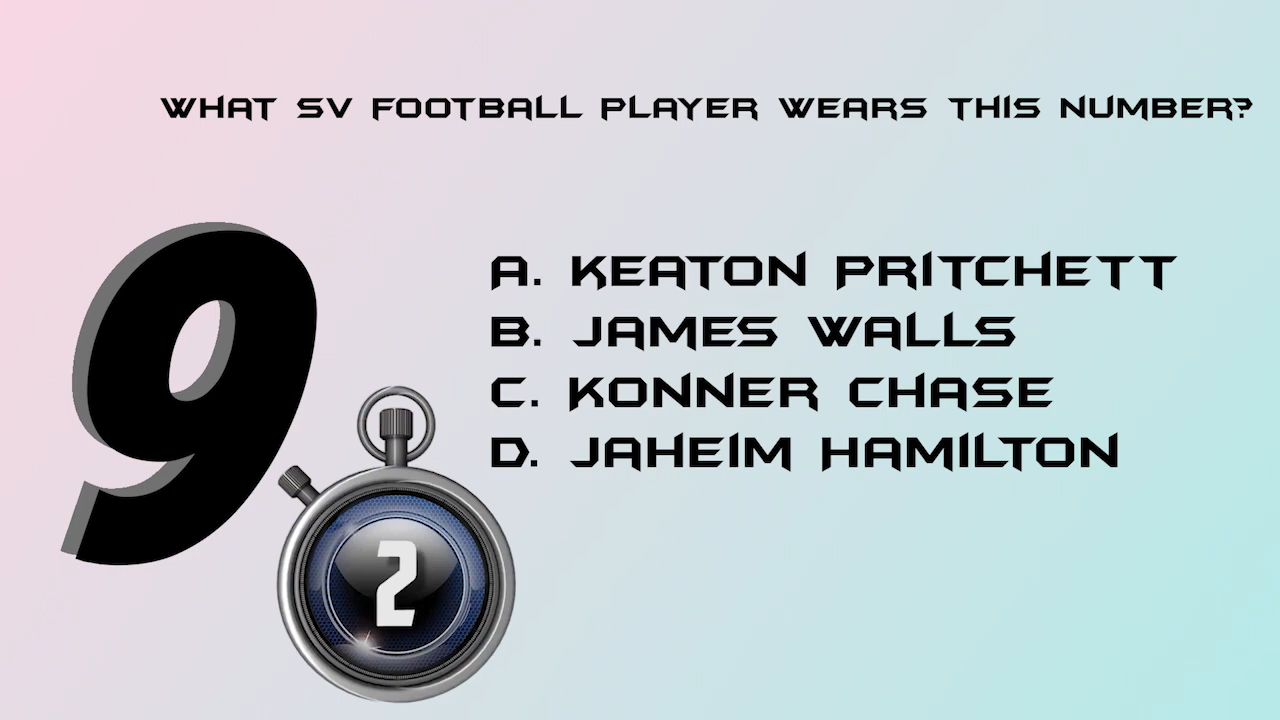 WHAT SV FOOTBALL PLAYER WEARS THIS NUMBER?
9
A. KEATON PRITCHETT
B. JAMES WALLS
C. KONNER CHASE
D. JAHEIM HAMILTON
2